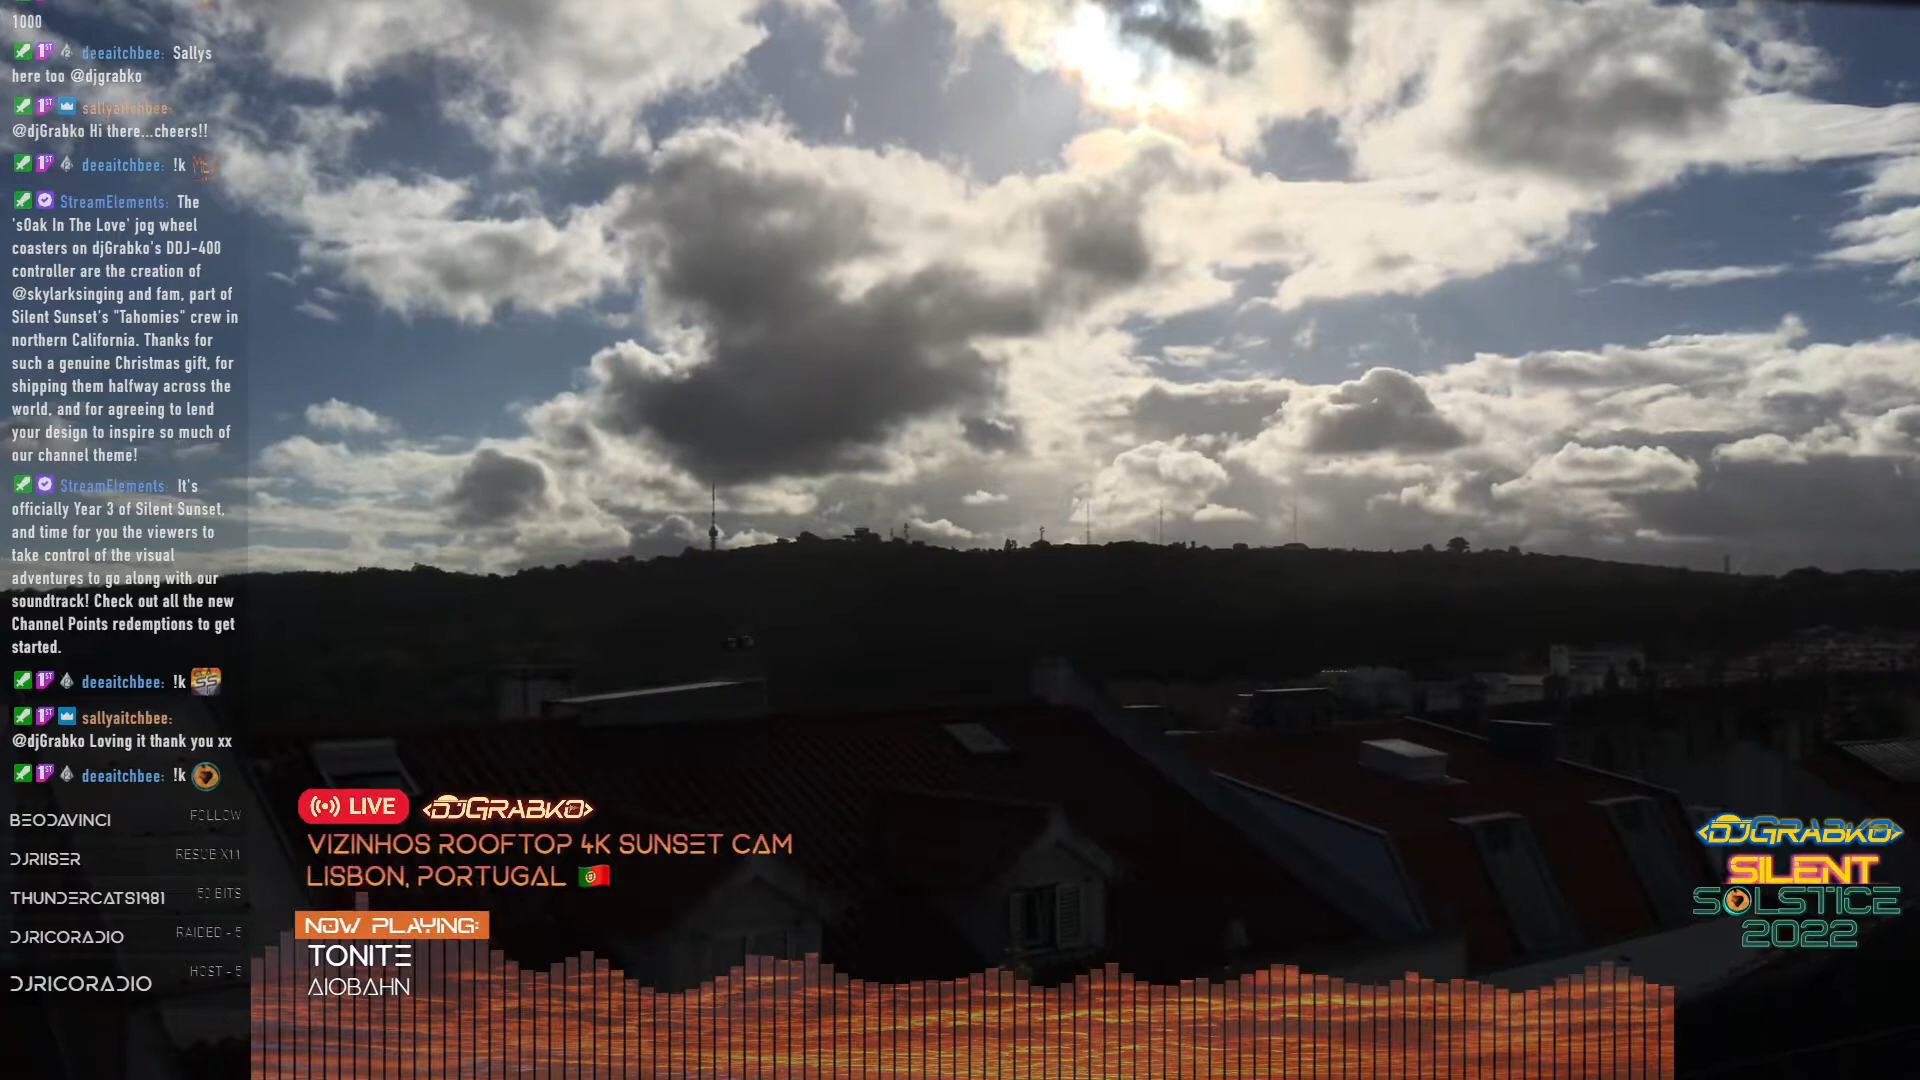 1000
deeaitchbee: Sallys
here too @djgrabko
sallyaitchbee:
@djGrabko Hi there...cheers!!
deeaitchbee: !k
StreamElements: The
'sOak In The Love' jog wheel
coasters on djGrabko's DDJ-400
controller are the creation of
@skylarksinging and fam, part of
Silent Sunset's "Tahomies" crew in
northern California. Thanks for
such a genuine Christmas gift, for
shipping them halfway across the
world, and for agreeing to lend
your design to inspire so much of
our channel theme!
StreamElements: It's
officially Year 3 of Silent Sunset,
and time for you the viewers to
take control of the visual
adventures to go along with our
soundtrack! Check out all the new
Channel Points redemptions to get
started.
deeaitchbee: !k
sallyaitchbee:
@djGrabko Loving it thank you xx
deeaitchbee: !k
BEODAVINCI FOLLOW
DJRIISER RESUB X11
THUNDERCATS1981 50 BITS
DJRICORADIO RAIDED - 5
DJRICORADIO HOST - 5
LIVE DJGRABKO
VIZINHOS ROOFTOP 4K SUNSET CAM
LISBON, PORTUGAL
NOW PLAYING:
TONITE
AIOBAHN
DJGRABKO
SILENT
SOLSTICE
2022